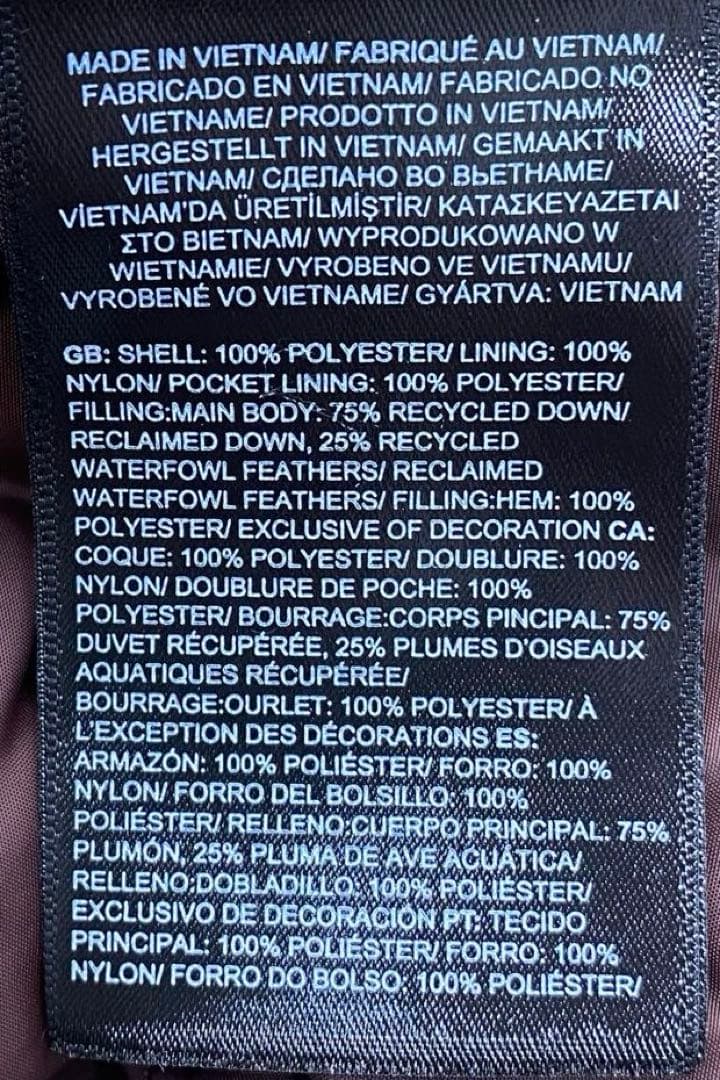 MADE IN VIETNAM/ FABRIQUÉ AU VIETNAM/
FABRICADO EN VIETNAM/ FABRICADO NO
VIETNAME/ PRODOTTO IN VIETNAM/
HERGESTELLT IN VIETNAM/ GEMAAKT IN
VIETNAM/ СДЕЛАНО ВО ВЬЕТНАМЕ/
VİETNAM'DA ÜRETİLMİŞTİR/ ΚΑΤΑΣΚΕΥΑΖΕΤΑΙ
ΣΤΟ ΒΙΕΤΝΑΜ/ WYPRODUKOWANO W
WIETNAMIE/ VYROBENO VE VIETNAMU/
VYROBENÉ VO VIETNAME/ GYÁRTVA: VIETNAM
GB: SHELL: 100% POLYESTER/ LINING: 100%
NYLON/ POCKET LINING: 100% POLYESTER/
FILLING:MAIN BODY: 75% RECYCLED DOWN/
RECLAIMED DOWN, 25% RECYCLED
WATERFOWL FEATHERS/ RECLAIMED
WATERFOWL FEATHERS/ FILLING:HEM: 100%
POLYESTER/ EXCLUSIVE OF DECORATION CA:
COQUE: 100% POLYESTER/ DOUBLURE: 100%
NYLON/ DOUBLURE DE POCHE: 100%
POLYESTER/ BOURRAGE:CORPS PINCIPAL: 75%
DUVET RÉCUPÉRÉE, 25% PLUMES D'OISEAUX
AQUATIQUES RÉCUPÉRÉE/
BOURRAGE:OURLET: 100% POLYESTER/ À
L'EXCEPTION DES DÉCORATIONS ES:
ARMAZÓN: 100% POLIÉSTER/ FORRO: 100%
NYLON/ FORRO DEL BOLSILLO: 100%
POLIÉSTER/ RELLENO:CUERPO PRINCIPAL: 75%
PLUMÓN, 25% PLUMA DE AVE ACUÁTICA/
RELLENO:DOBLADILLO: 100% POLIÉSTER/
EXCLUSIVO DE DECORACIÓN PT: TECIDO
PRINCIPAL: 100% POLIÉSTER/ FORRO: 100%
NYLON/ FORRO DO BOLSO: 100% POLIÉSTER/